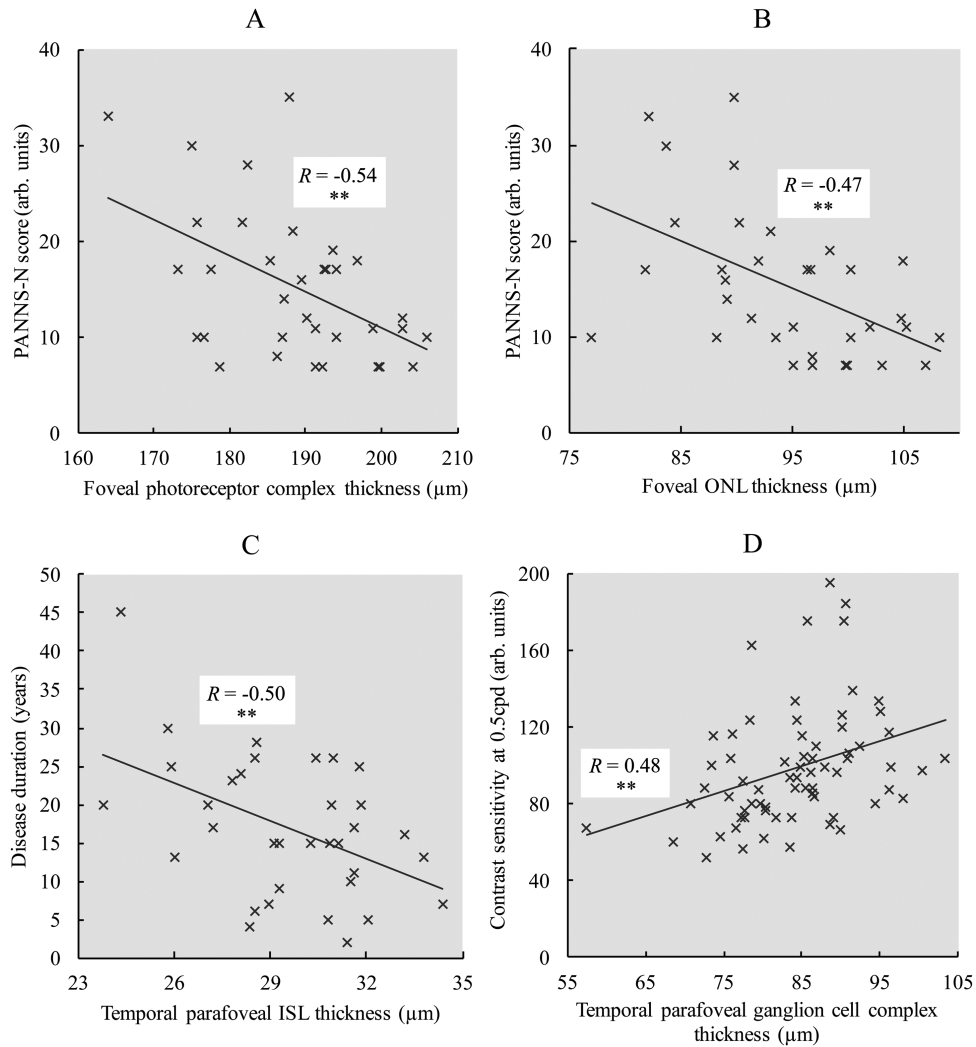 A
PANNS-N score (arb. units)
40
30
20
10
0
R = -0.54
**
160 170 180 190 200 210
Foveal photoreceptor complex thickness (µm)
B
PANNS-N score (arb. units)
40
30
20
10
0
R = -0.47
**
75 85 95 105
Foveal ONL thickness (µm)
C
Disease duration (years)
50
45
40
35
30
25
20
15
10
5
0
R = -0.50
**
23 26 29 32 35
Temporal parafoveal ISL thickness (µm)
D
Contrast sensitivity at 0.5cpd (arb. units)
200
160
120
80
40
0
R = 0.48
**
55 65 75 85 95 105
Temporal parafoveal ganglion cell complex
thickness (µm)